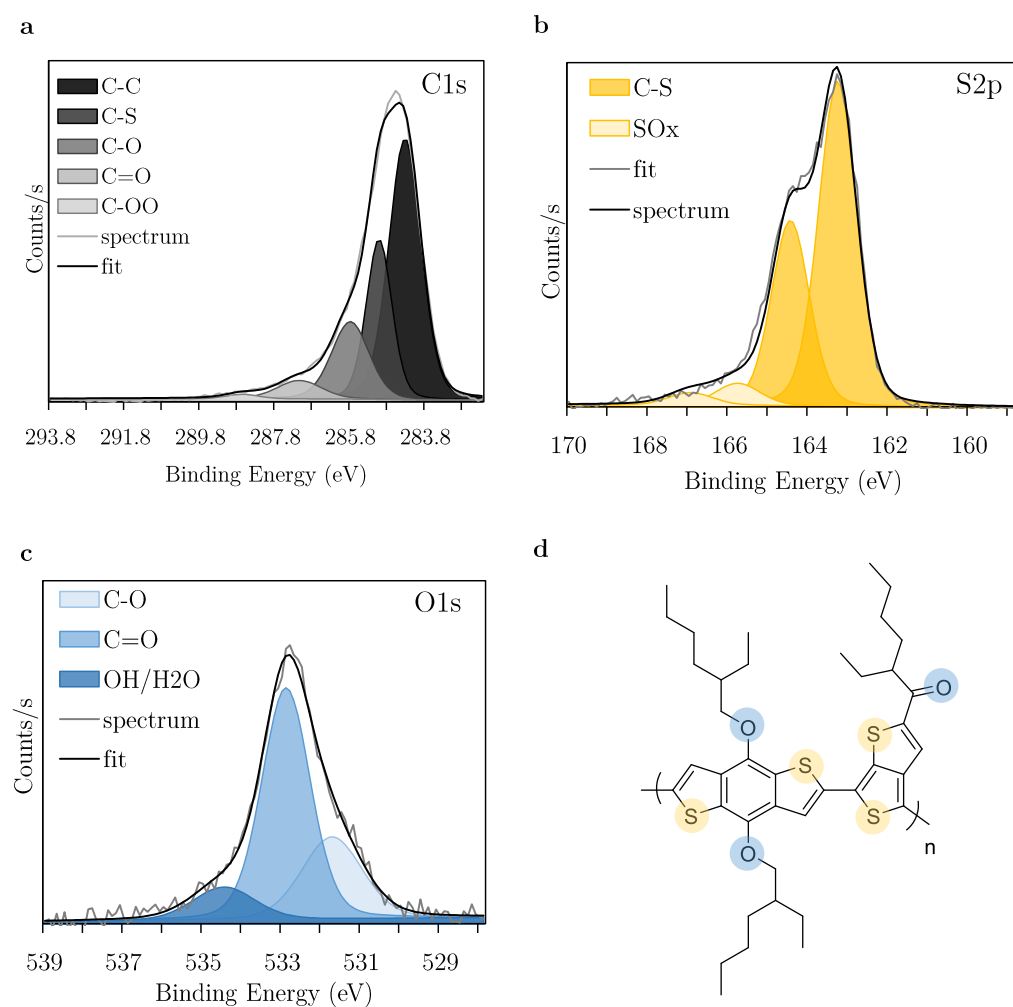 a
C1s
C-C
C-S
C-O
C=O
C-OO
spectrum
fit
Counts/s
293.8 291.8 289.8 287.8 285.8 283.8
Binding Energy (eV)
b
S2p
C-S
SOx
fit
spectrum
Counts/s
170 168 166 164 162 160
Binding Energy (eV)
c
O1s
C-O
C=O
OH/H2O
spectrum
fit
Counts/s
539 537 535 533 531 529
Binding Energy (eV)
d
O
O
S
S
S
S
O
n